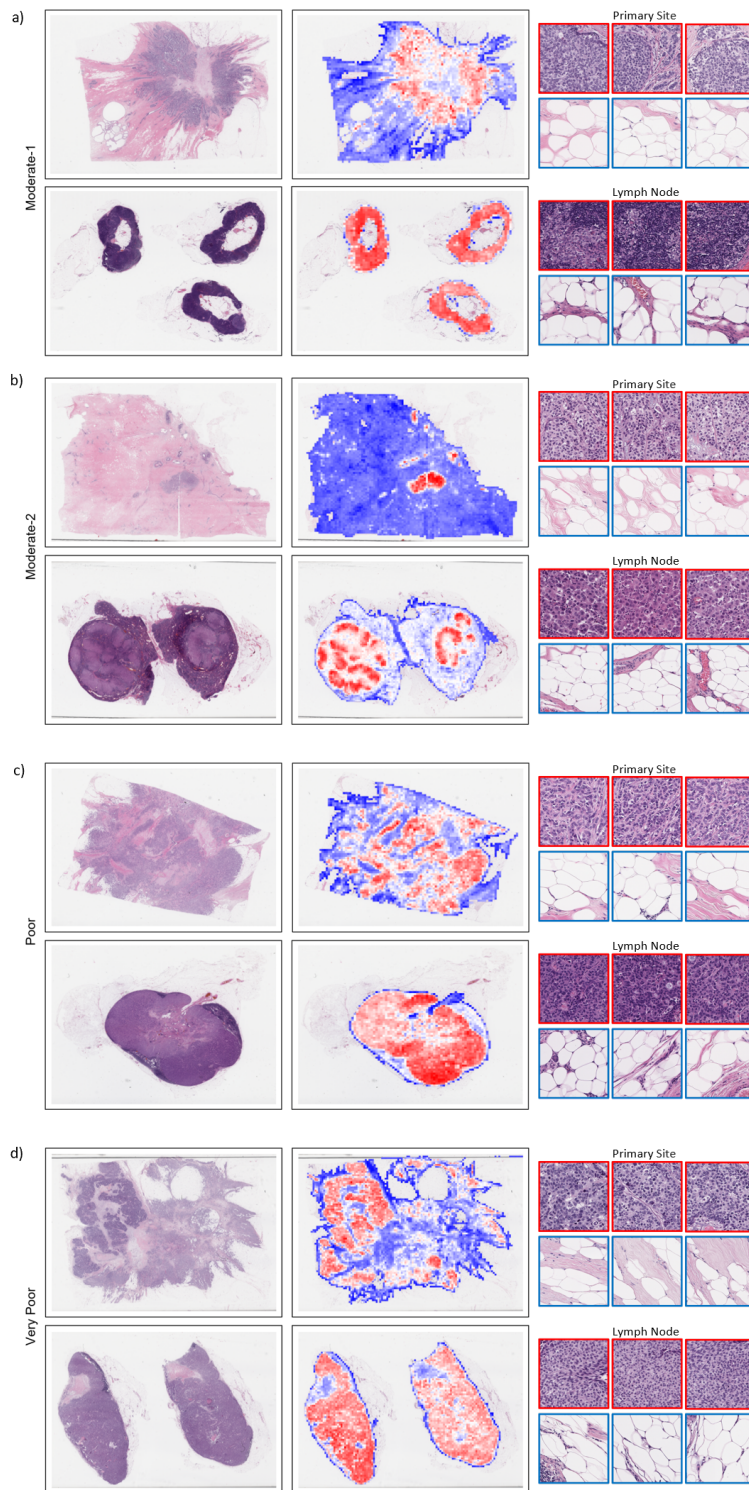 a)
Moderate-1
Primary Site
Lymph Node
b)
Moderate-2
Primary Site
Lymph Node
c)
Poor
Primary Site
Lymph Node
d)
Very Poor
Primary Site
Lymph Node